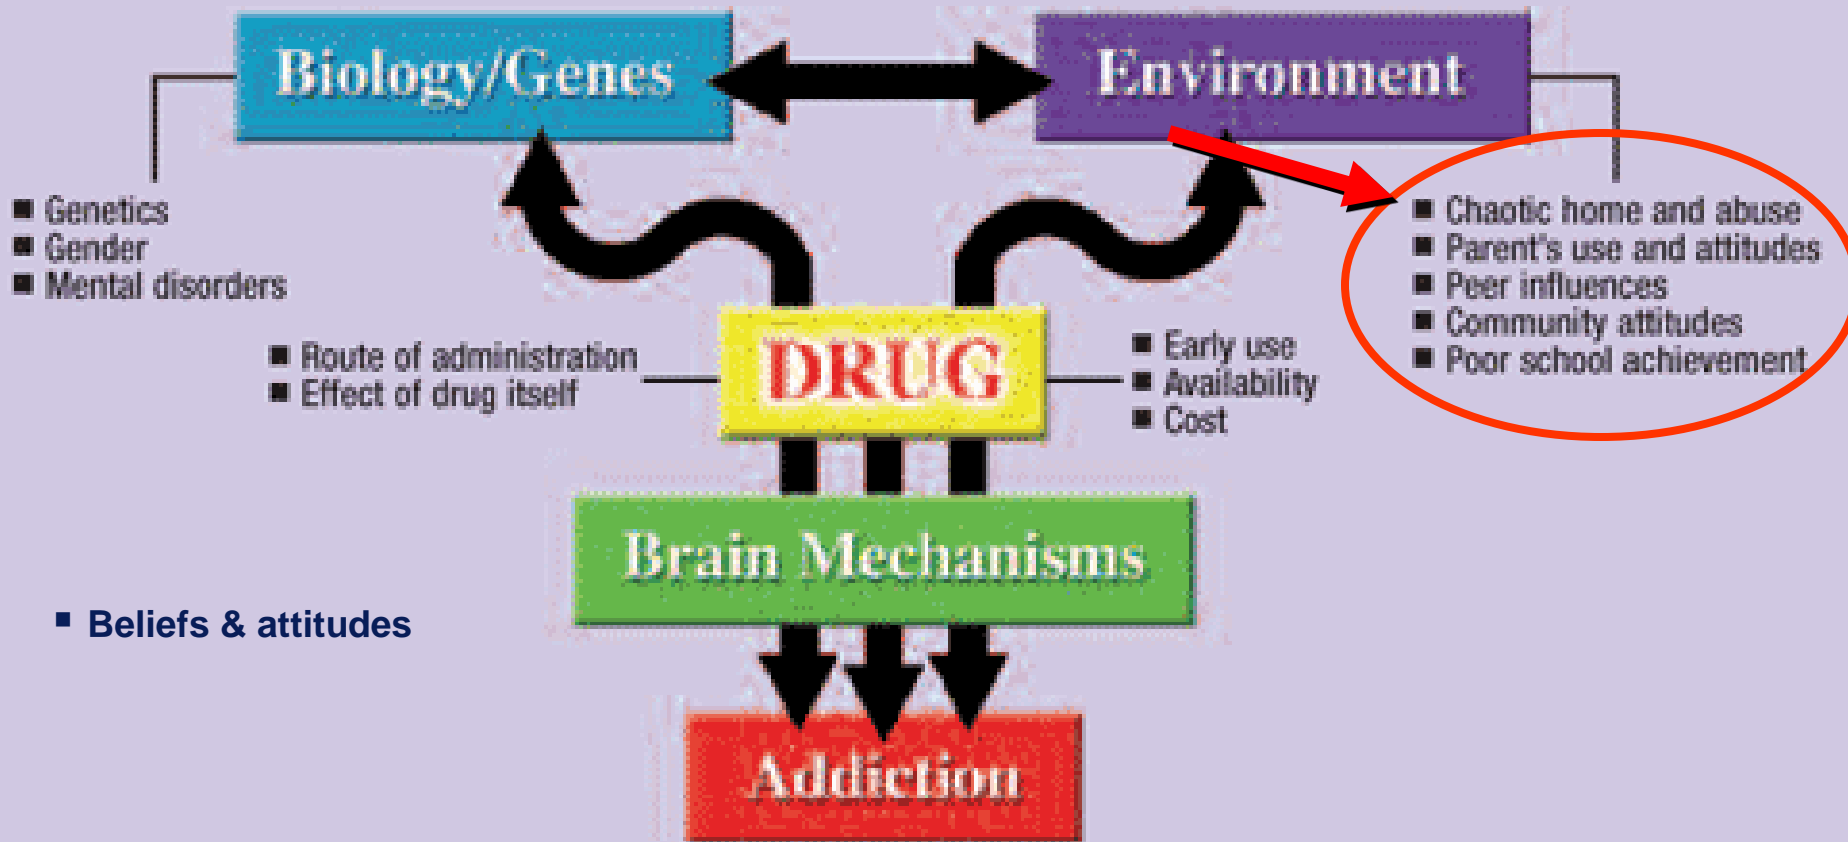 Biology/Genes
Environment
■ Genetics
■ Gender
■ Mental disorders
■ Chaotic home and abuse
■ Parent's use and attitudes
■ Peer influences
■ Community attitudes
■ Poor school achievement
■ Route of administration
■ Effect of drug itself
DRUG
■ Early use
■ Availability
■ Cost
Brain Mechanisms
▪ Beliefs & attitudes
Addiction